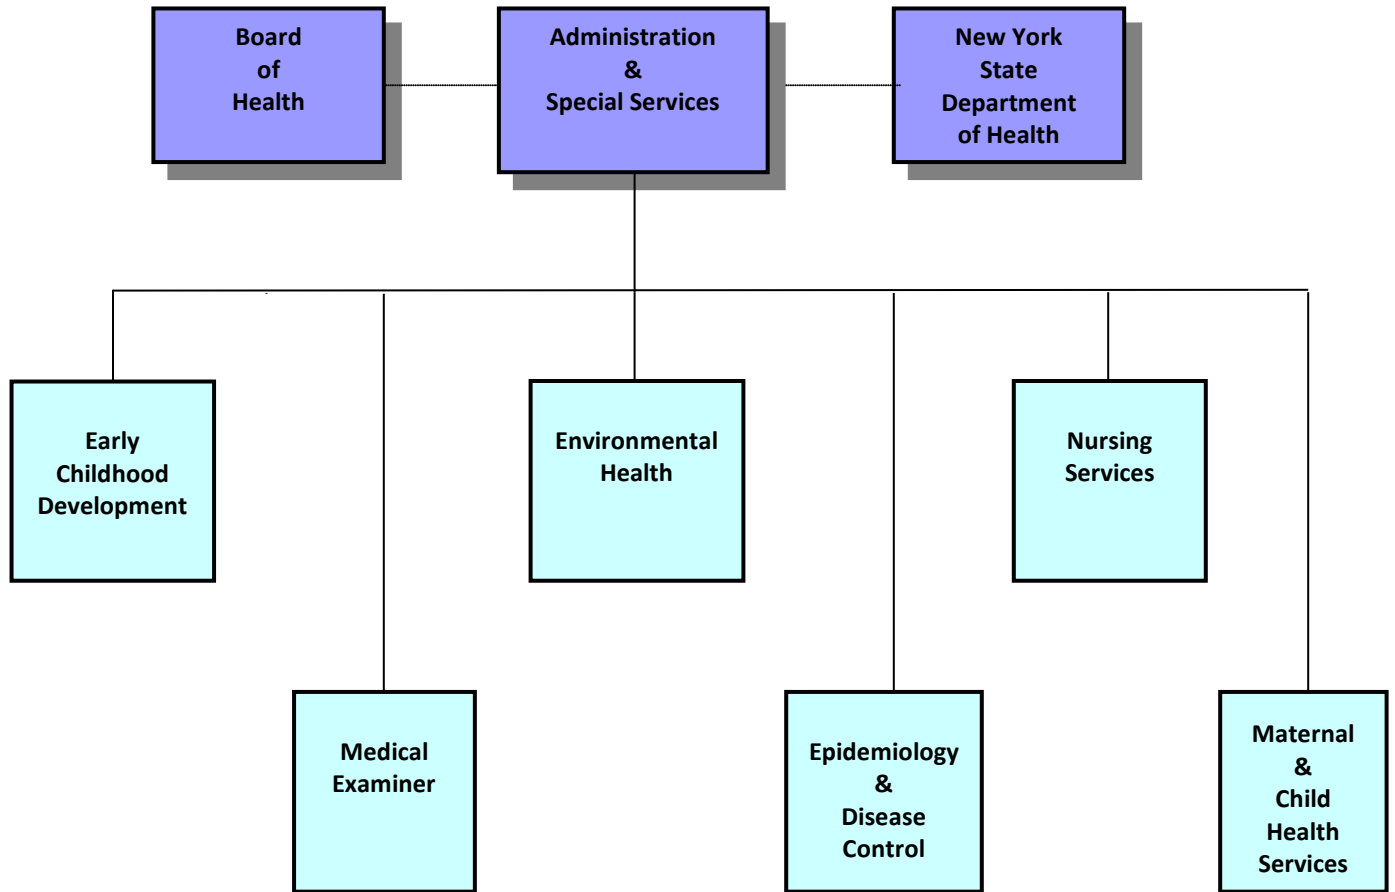 Board
of
Health
Administration
&
Special Services
New York
State
Department
of Health
Early
Childhood
Development
Environmental
Health
Nursing
Services
Medical
Examiner
Epidemiology
&
Disease
Control
Maternal
&
Child
Health
Services